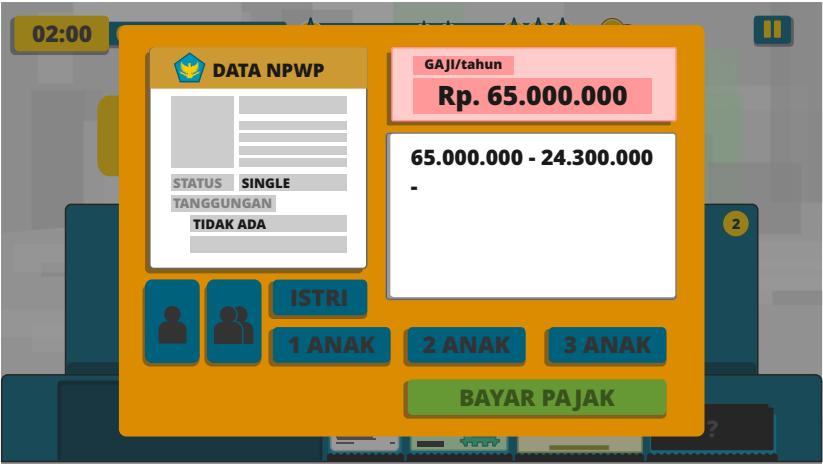 02:00
DATA NPWP
GAJI/tahun
Rp. 65.000.000
65.000.000 - 24.300.000
-
STATUS SINGLE
TANGGUNGAN
TIDAK ADA
2
ISTRI
1 ANAK 2 ANAK 3 ANAK
BAYAR PAJAK
?